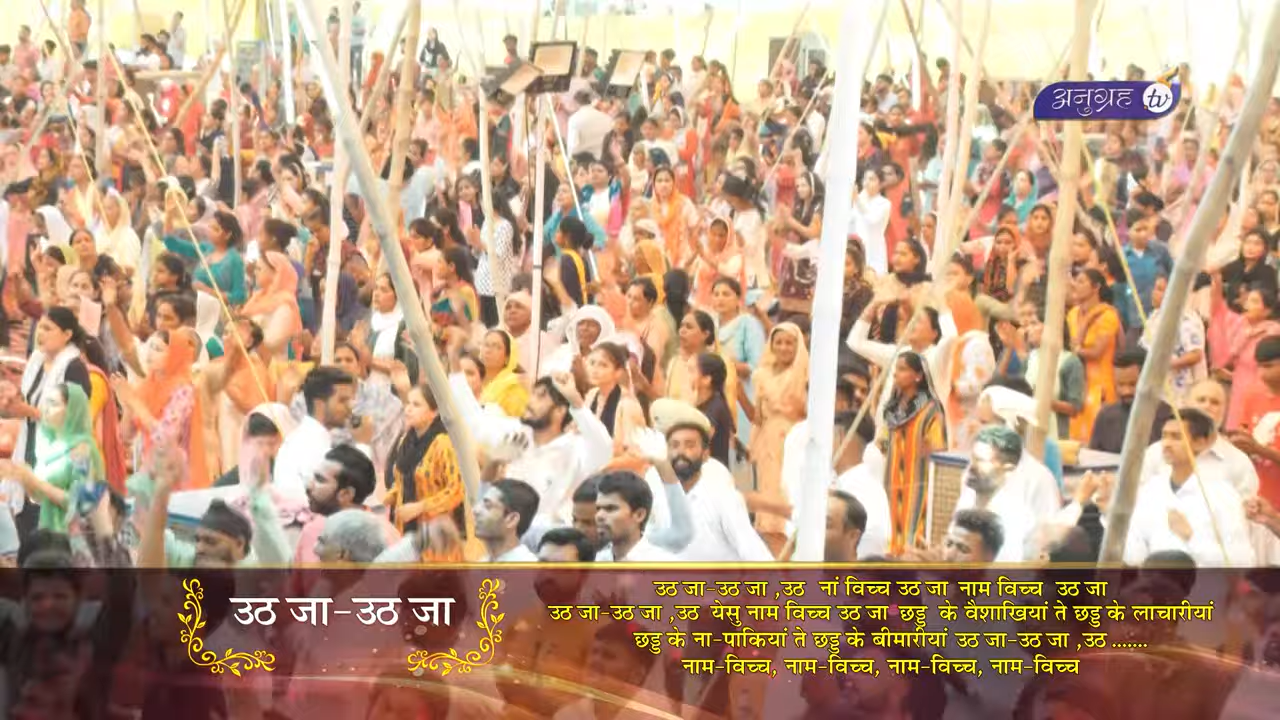 अनुग्रह tv
उठ जा-उठ जा
उठ जा-उठ जा ,उठ नां विच्च उठ जा नाम विच्च उठ जा
उठ जा-उठ जा ,उठ येसु नाम विच्च उठ जा छड्ड के वैशाखियां ते छड्ड के लाचारीयां
छड्ड के ना-पाकियां ते छड्ड के बीमारीयां उठ जा-उठ जा ,उठ .......
नाम-विच्च, नाम-विच्च, नाम-विच्च, नाम-विच्च